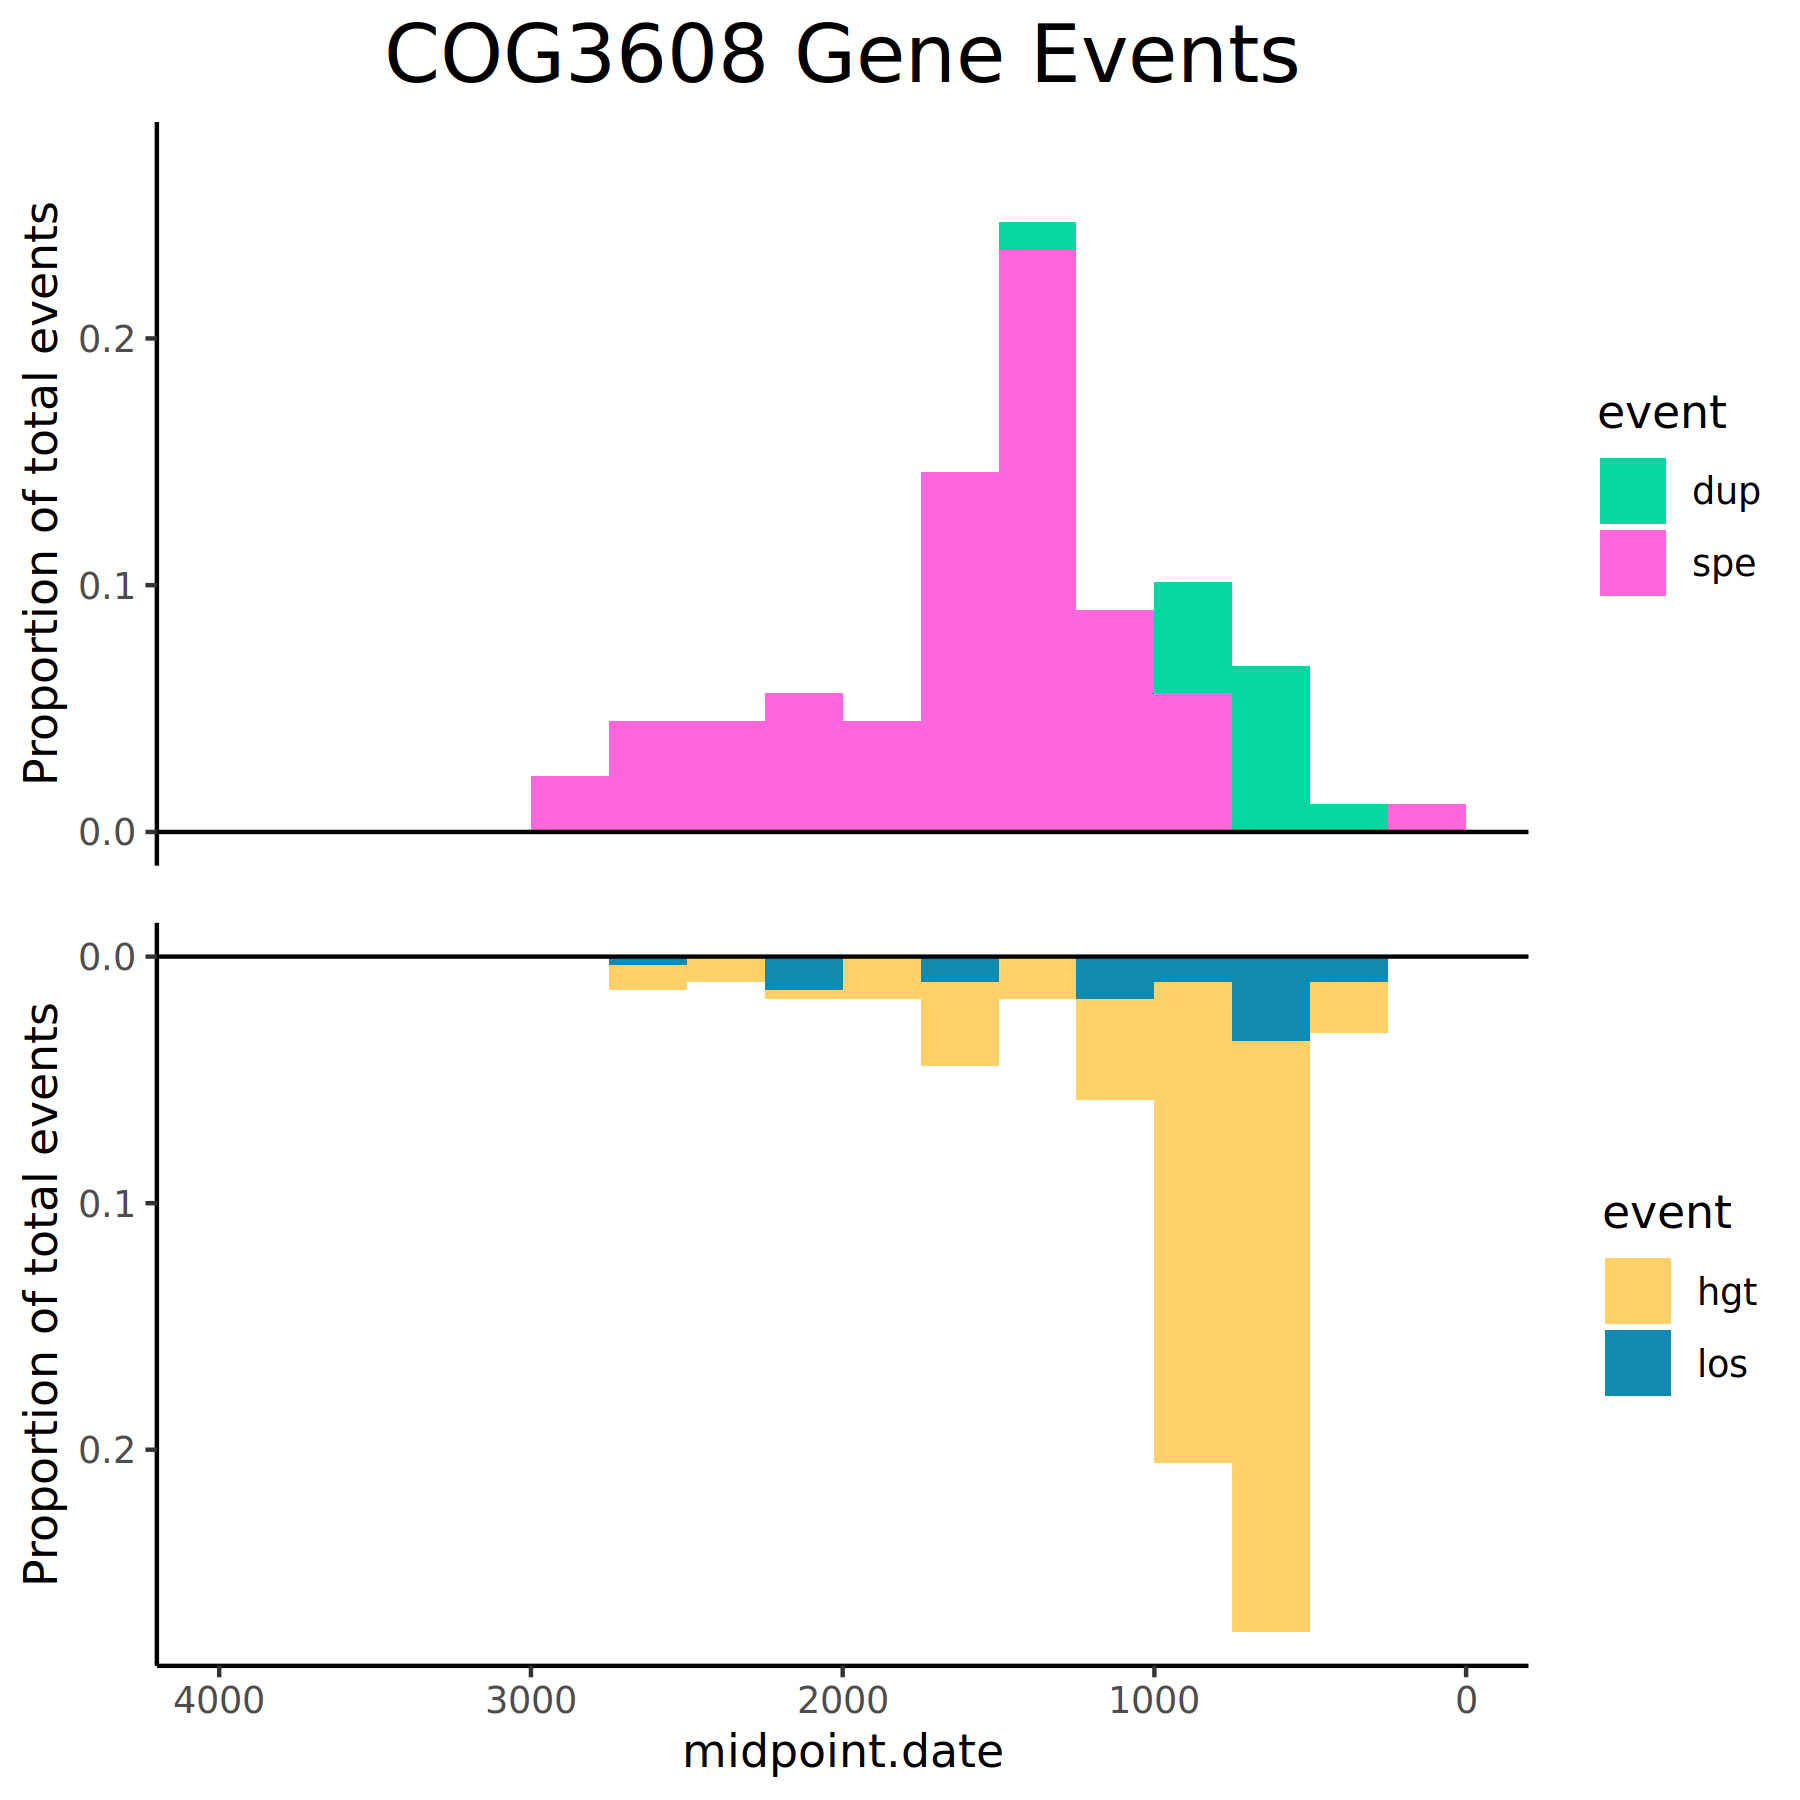 COG3608 Gene Events
Proportion of total events
0.2
0.1
0.0
event
dup
spe
Proportion of total events
0.0
0.1
0.2
event
hgt
los
4000 3000 2000 1000 0
midpoint.date